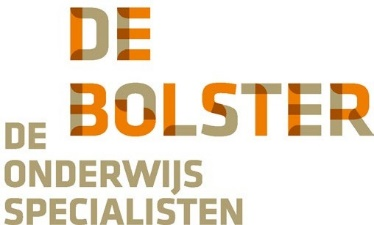 DE
BOLSTER
DE
ONDERWIJS
SPECIALISTEN